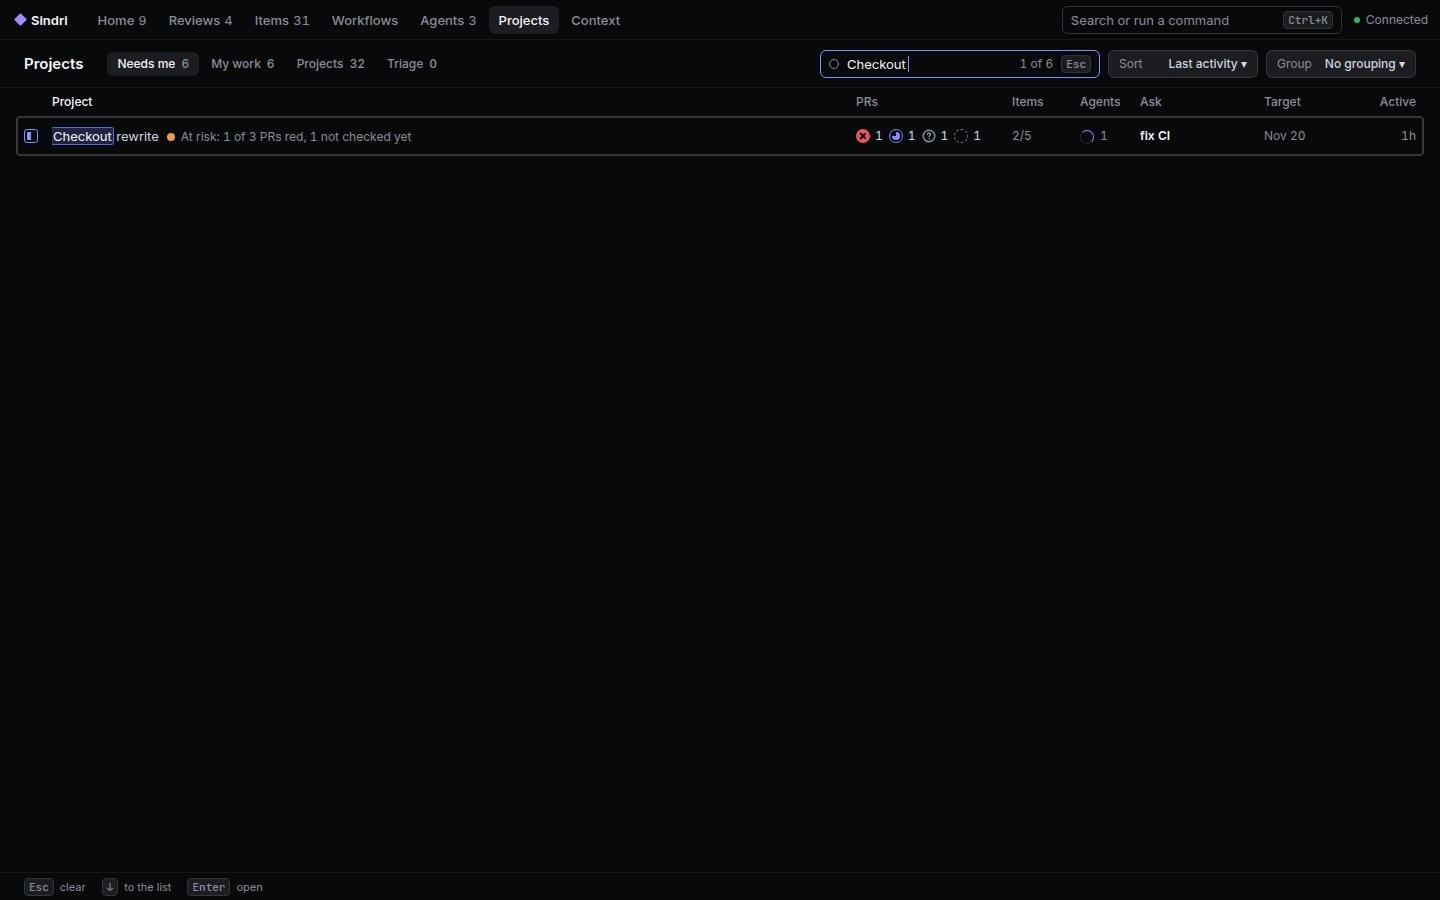 Sindri Home 9 Reviews 4 Items 31 Workflows Agents 3 Projects Context Search or run a command Ctrl+K Connected
Projects Needs me 6 My work 6 Projects 32 Triage 0 Checkout 1 of 6 Esc Sort Last activity ▾ Group No grouping ▾
Project PRs Items Agents Ask Target Active
Checkout rewrite At risk: 1 of 3 PRs red, 1 not checked yet 1 1 1 1 2/5 1 fix CI Nov 20 1h
Esc clear ↓ to the list Enter open